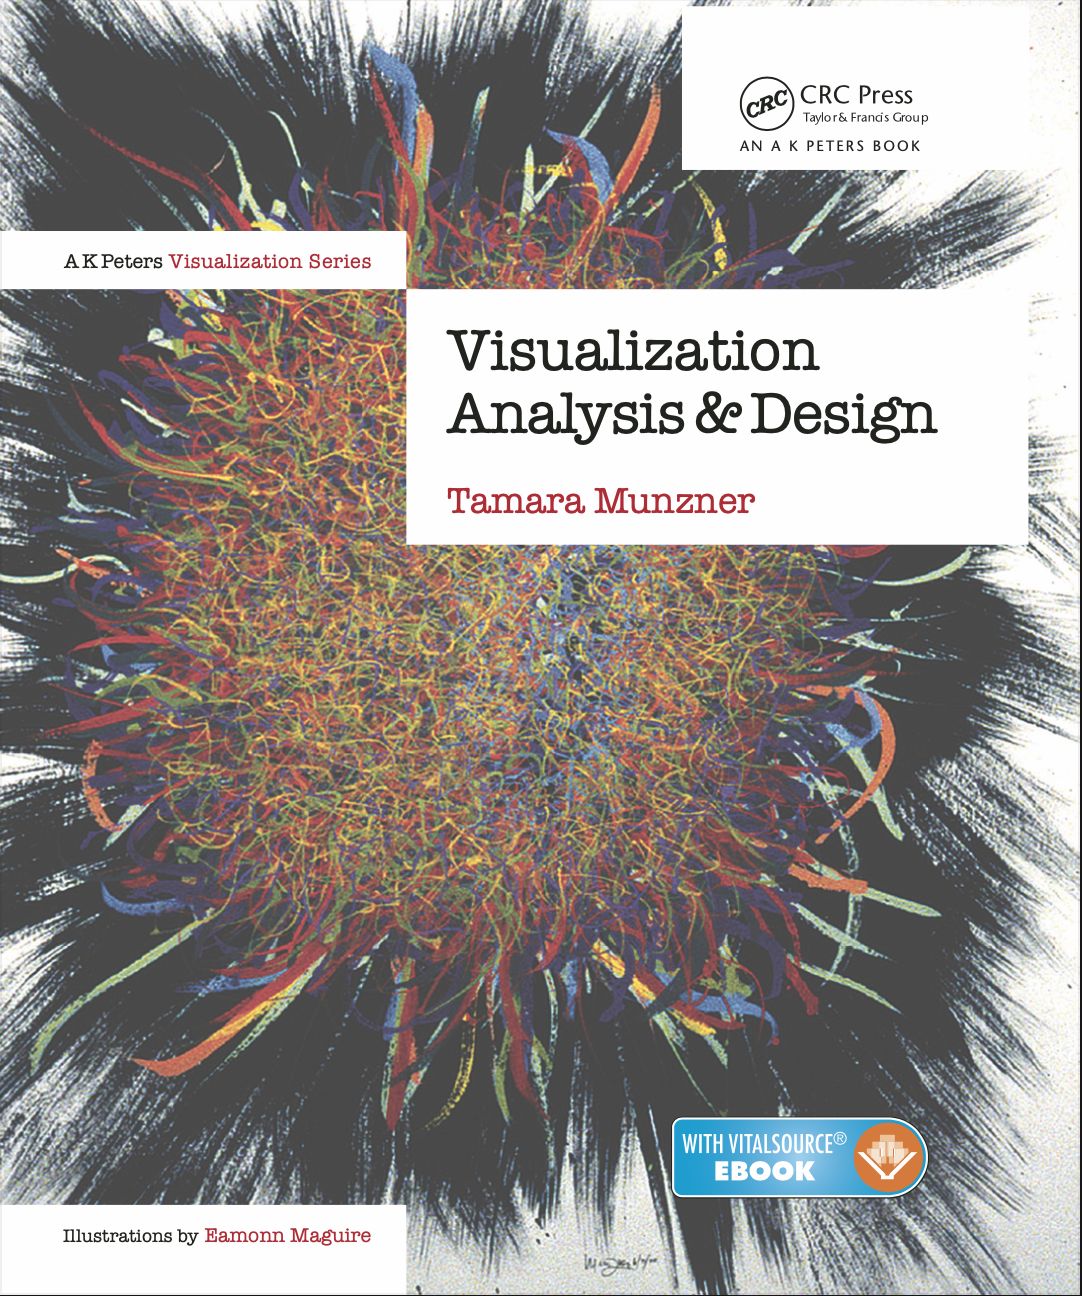 CRC
CRC Press
Taylor & Francis Group
AN A K PETERS BOOK
A K Peters Visualization Series
Visualization
Analysis & Design
Tamara Munzner
WITH VITALSOURCE®
EBOOK
Illustrations by Eamonn Maguire